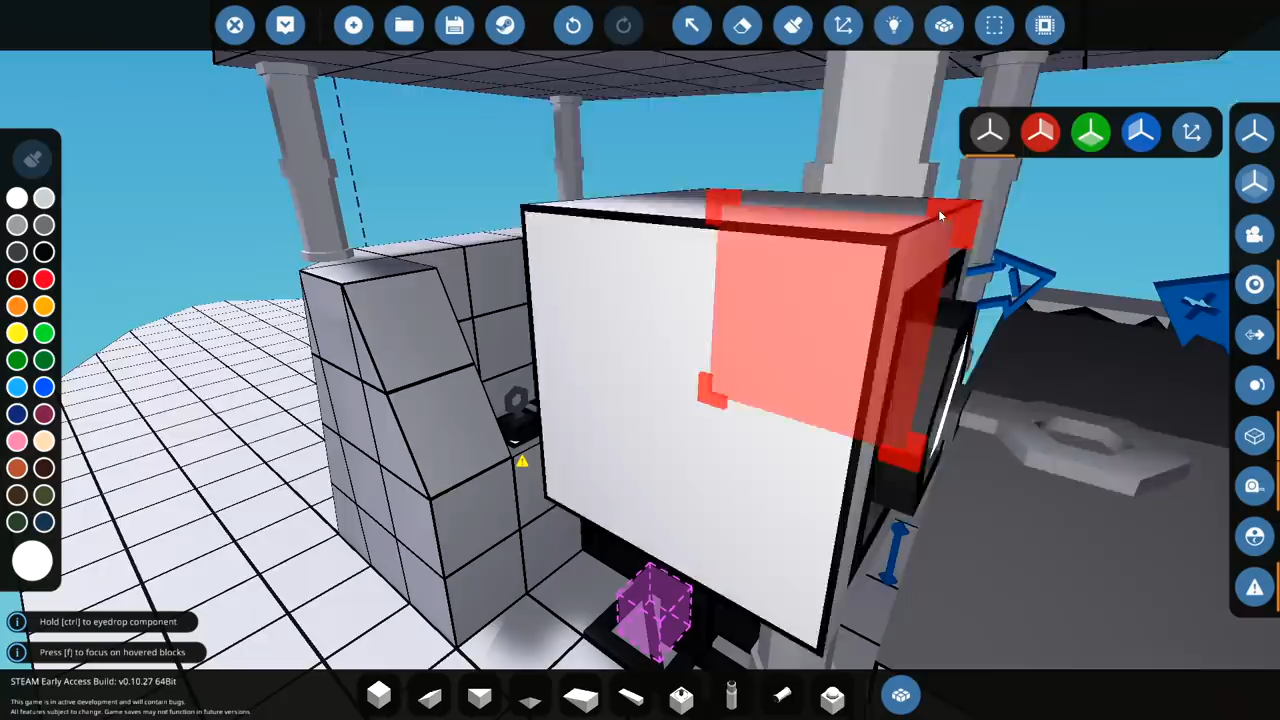 Hold [ctrl] to eyedrop component
Press [f] to focus on hovered blocks
STEAM Early Access Build: v0.10.27 64Bit
This game is in active development and will contain bugs.
All features subject to change. Game saves may not function in future versions.